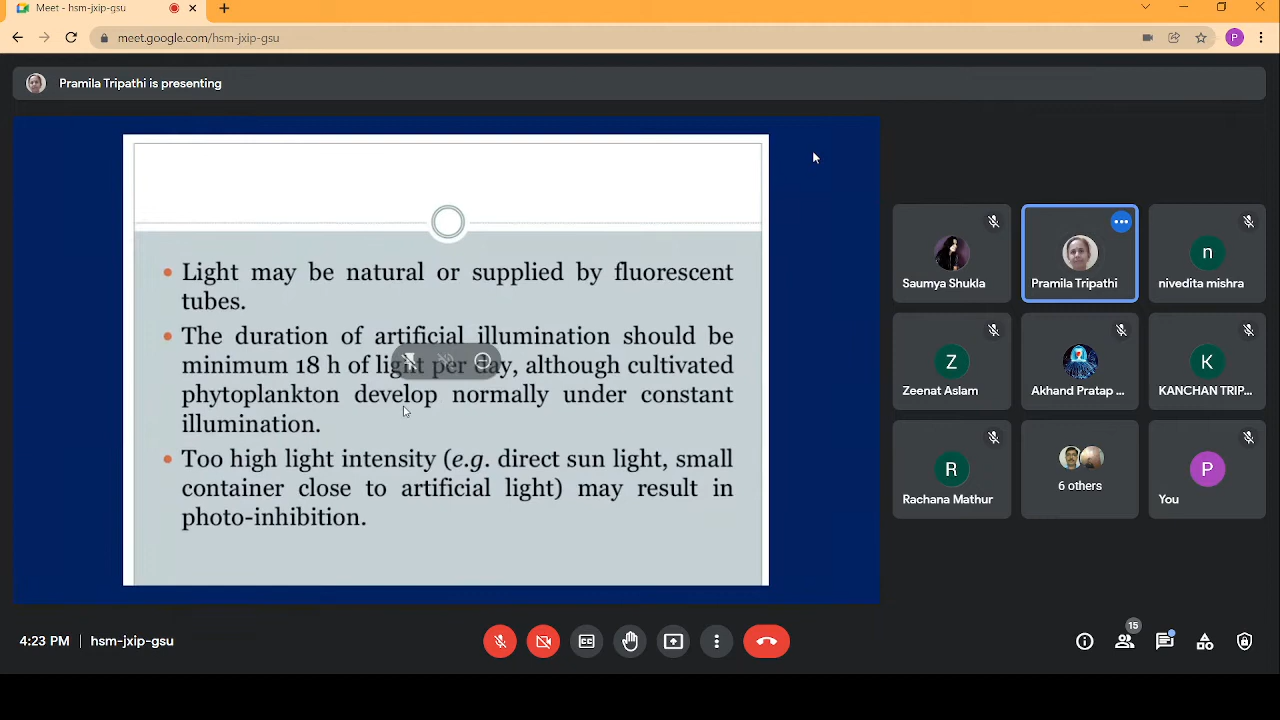 Meet - hsm-jxip-gsu
meet.google.com/hsm-jxip-gsu
P
Pramila Tripathi is presenting
Light may be natural or supplied by fluorescent
tubes.
The duration of artificial illumination should be
minimum 18 h of light per day, although cultivated
phytoplankton develop normally under constant
illumination.
Too high light intensity (e.g. direct sun light, small
container close to artificial light) may result in
photo-inhibition.
Saumya Shukla
Pramila Tripathi
n
nivedita mishra
Z
Zeenat Aslam
Akhand Pratap ...
K
KANCHAN TRIP...
R
Rachana Mathur
6 others
P
You
4:23 PM | hsm-jxip-gsu
15